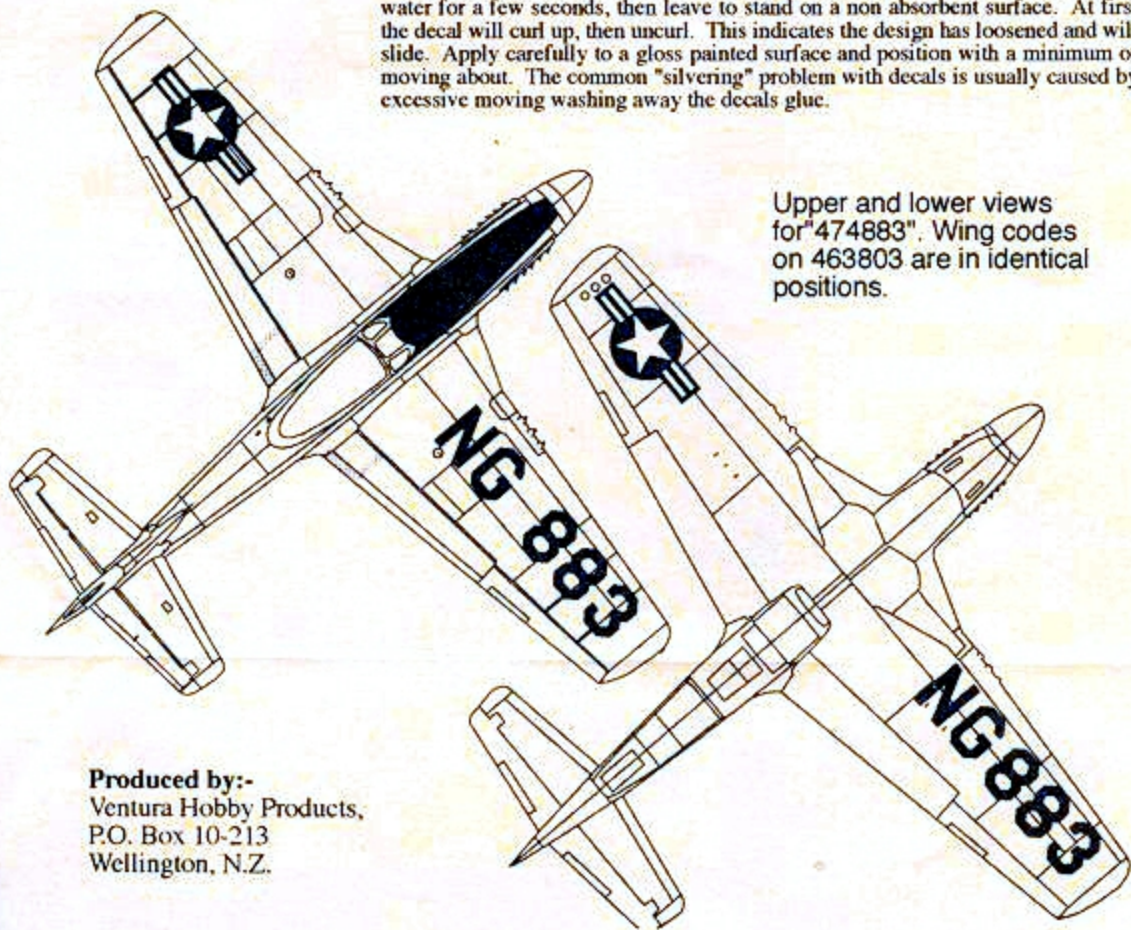 water for a few seconds, then leave to stand on a non absorbent surface. At firs
the decal will curl up, then uncurl. This indicates the design has loosened and wil
slide. Apply carefully to a gloss painted surface and position with a minimum o
moving about. The common "silvering" problem with decals is usually caused by
excessive moving washing away the decals glue.
Upper and lower views
for"474883". Wing codes
on 463803 are in identical
positions.
NG 883
NG883
Produced by:-
Ventura Hobby Products,
P.O. Box 10-213
Wellington, N.Z.